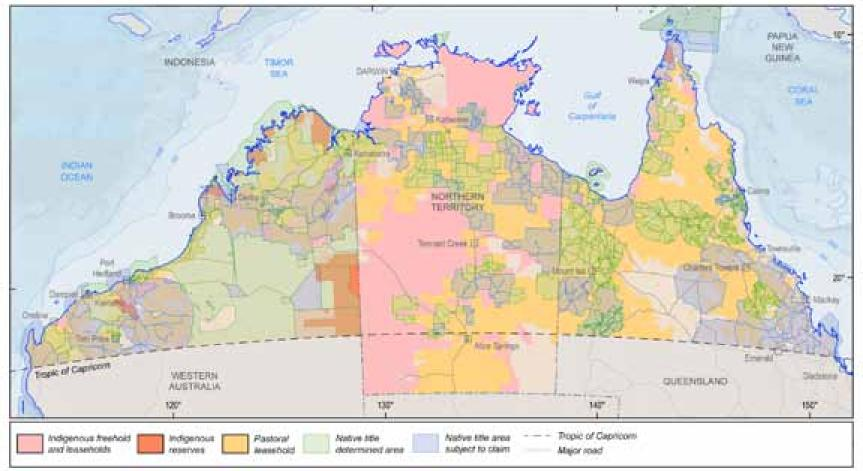 10°
INDONESIA
TIMOR
SEA
PAPUA
NEW
GUINEA
DARWIN
Weipa
CORAL
SEA
Gulf
of
Carpentaria
Katherine
Kununurra
INDIAN
OCEAN
Derby
Cairns
NORTHERN
TERRITORY
Broome
Tennant Creek
Townsville
Port
Hedland
Mount Isa
Charters Towers
20°
Dampier
Karratha
Mackay
Onslow
Tom Price
Alice Springs
Emerald
Tropic of Capricorn
WESTERN
AUSTRALIA
QUEENSLAND
Gladstone
120°
130°
140°
150°
Indigenous freehold
and leaseholds
Indigenous
reserves
Pastoral
leasehold
Native title
determined area
Native title area
subject to claim
Tropic of Capricorn
Major road